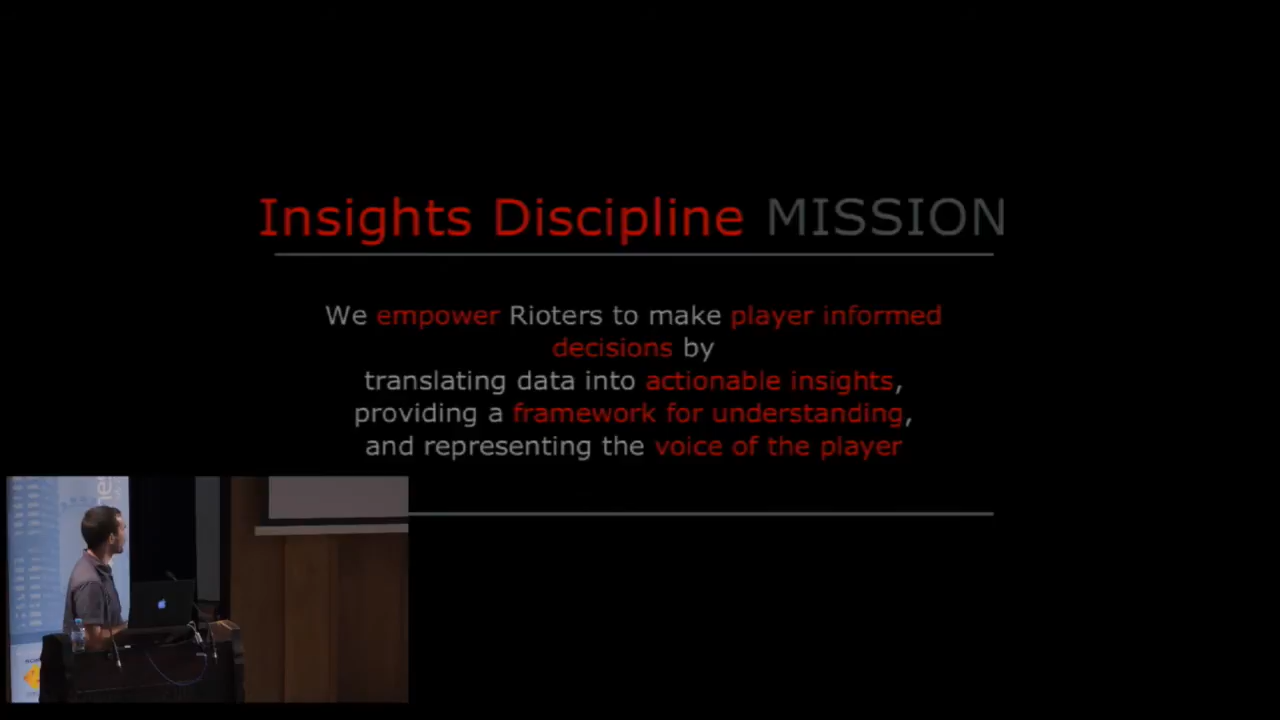 Insights Discipline MISSION
We empower Rioters to make player informed
decisions by
translating data into actionable insights,
providing a framework for understanding,
and representing the voice of the player